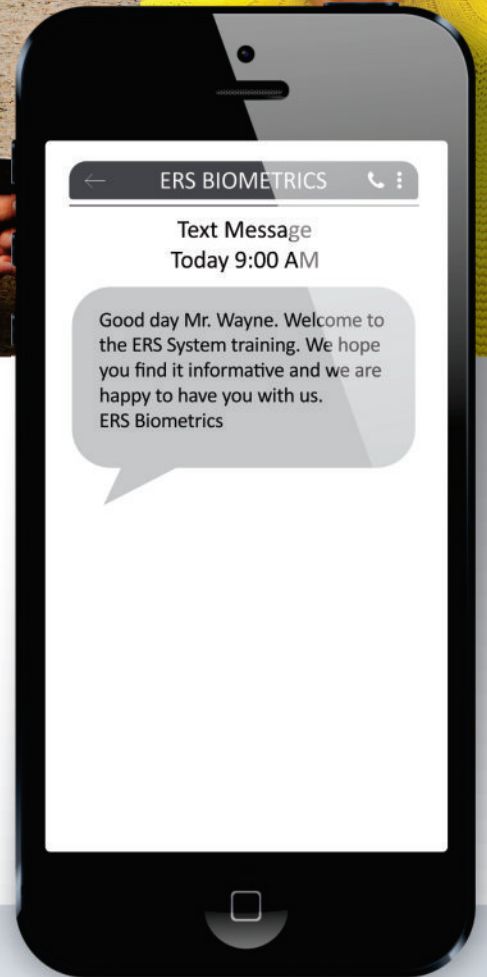 ERS BIOMETRICS
Text Message
Today 9:00 AM
Good day Mr. Wayne. Welcome to
the ERS System training. We hope
you find it informative and we are
happy to have you with us.
ERS Biometrics